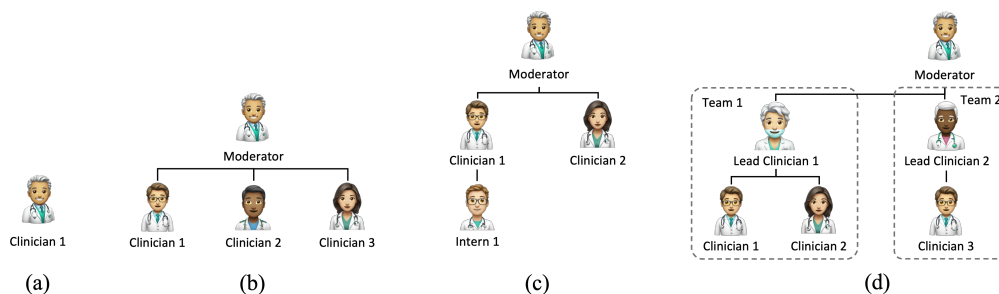 Clinician 1
(a)
Moderator
Clinician 1 Clinician 2 Clinician 3
(b)
Moderator
Clinician 1 Clinician 2
Intern 1
(c)
Moderator
Team 1 Team 2
Lead Clinician 1 Lead Clinician 2
Clinician 1 Clinician 2 Clinician 3
(d)